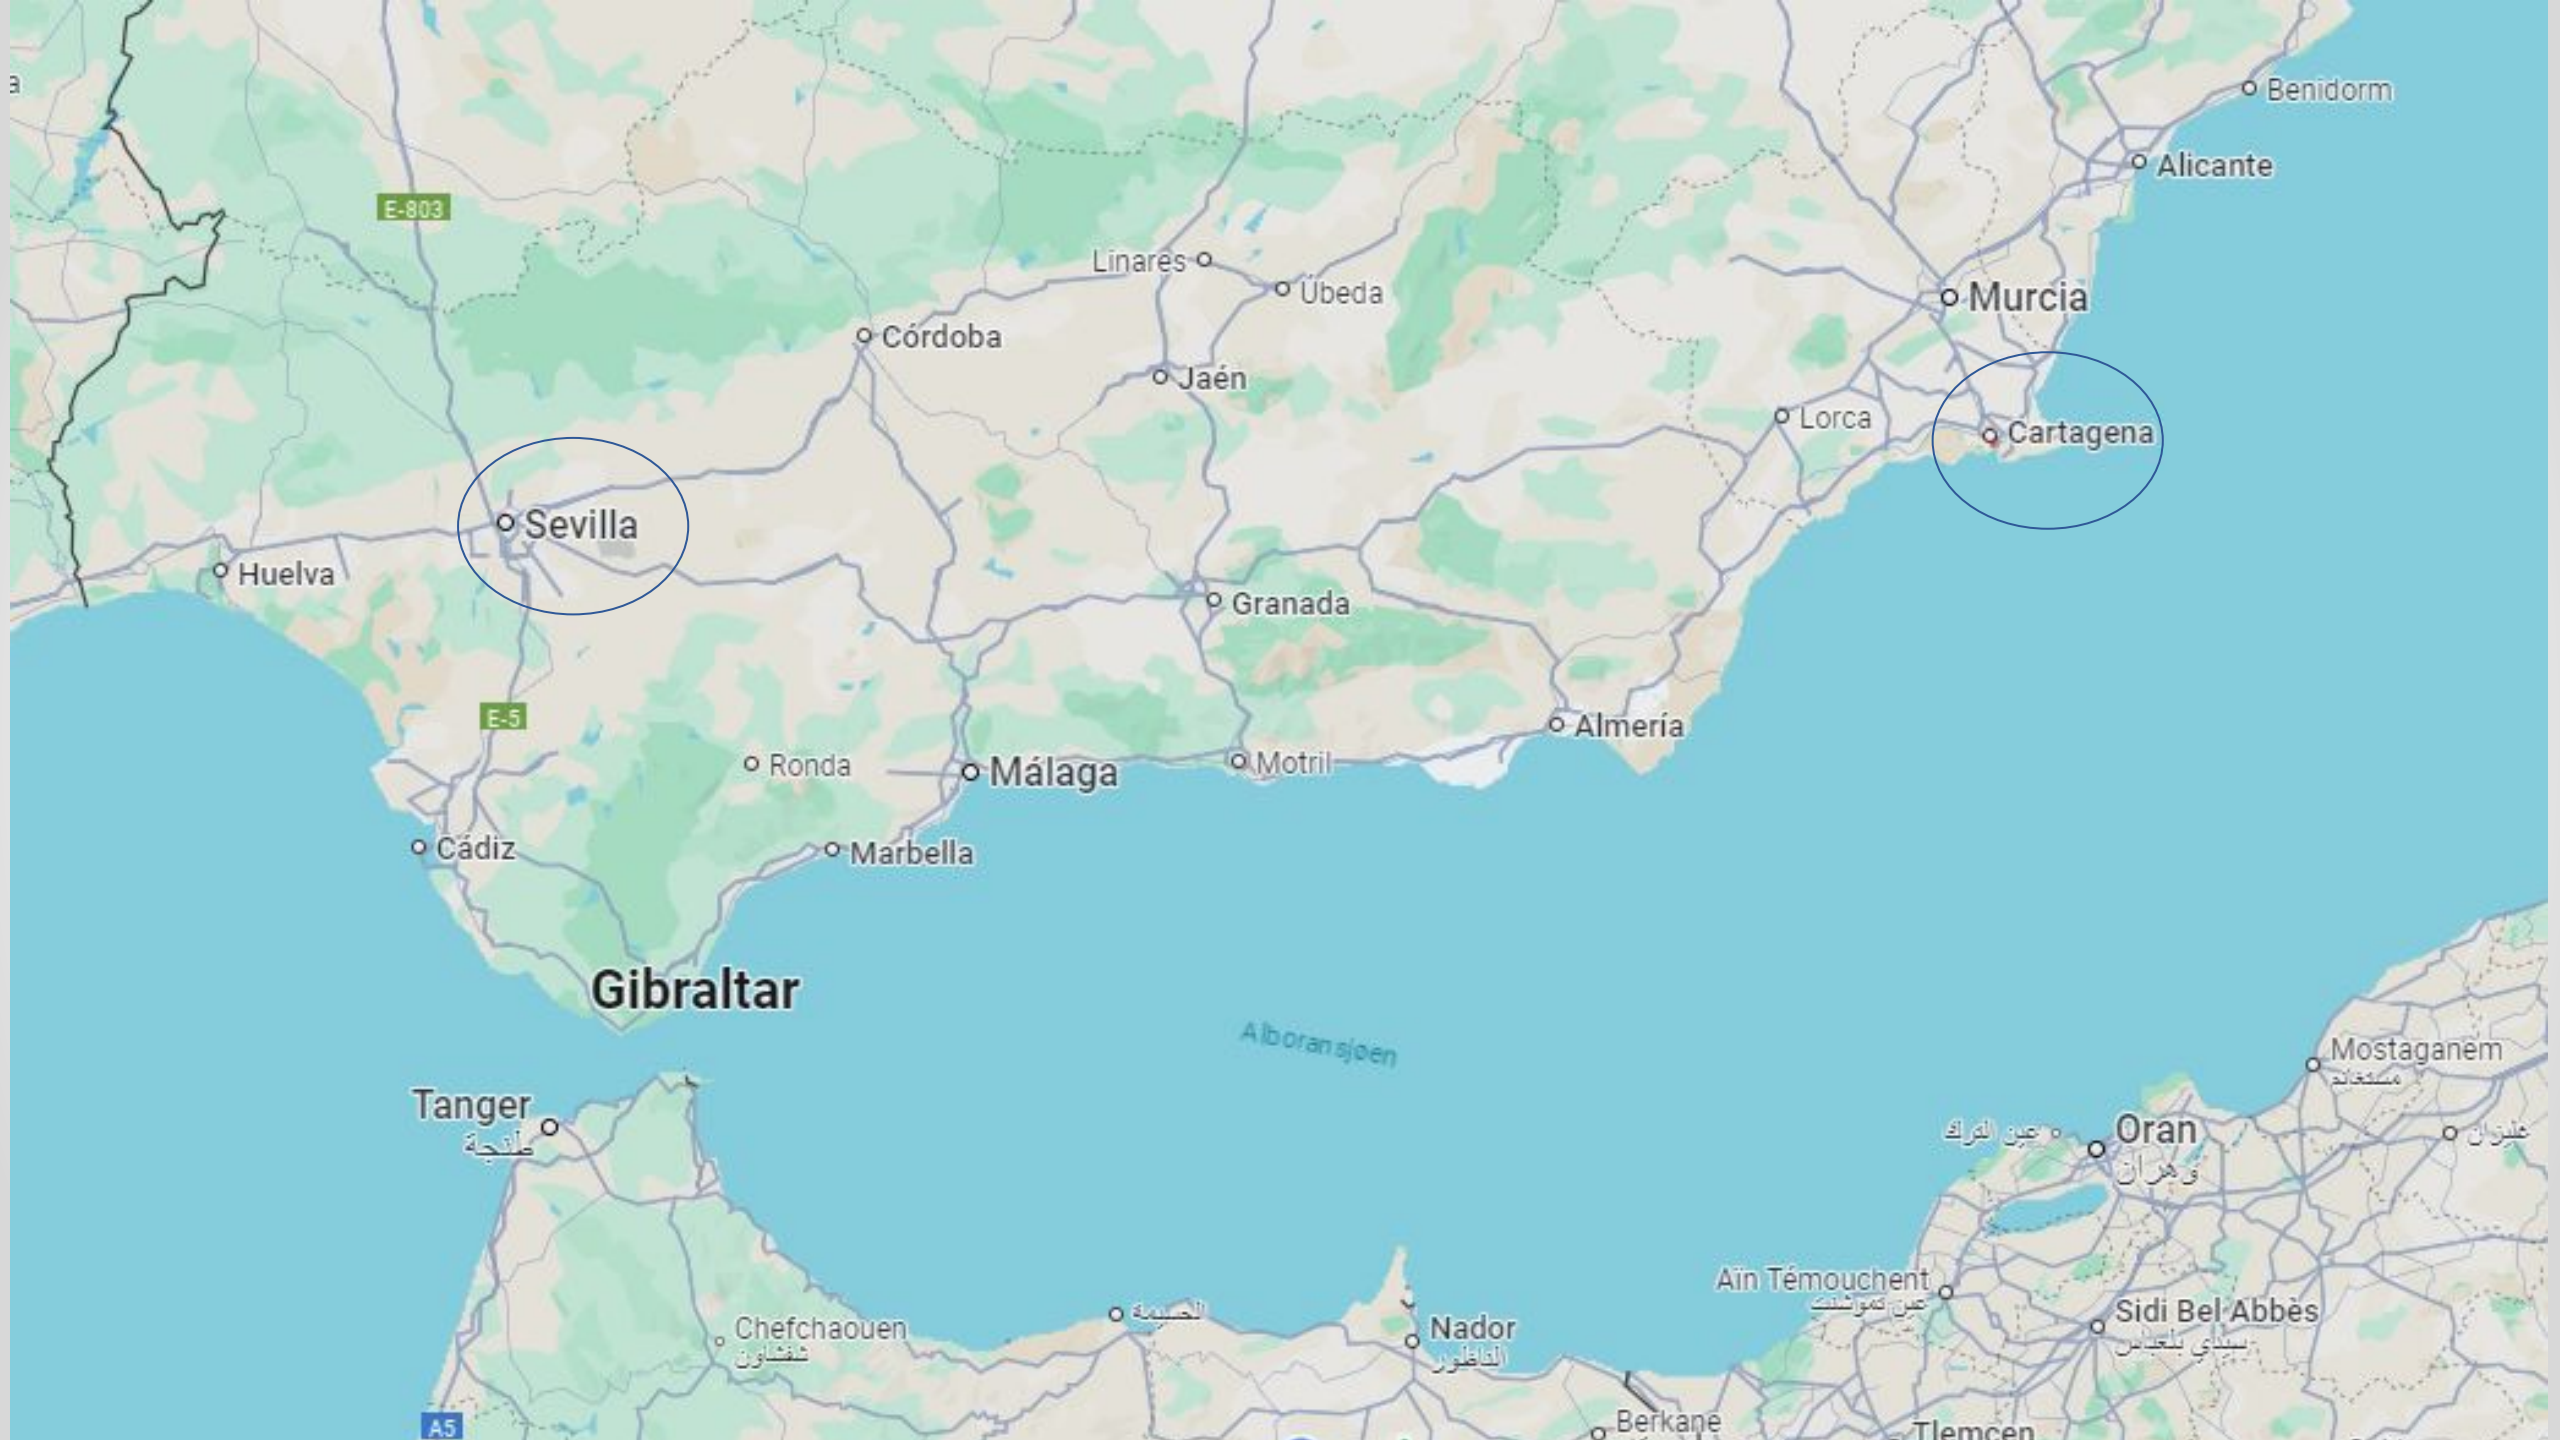 a
Benidorm
Alicante
E-803
Linares
Úbeda
Murcia
Córdoba
Jaén
Lorca
Cartagena
Sevilla
Huelva
Granada
E-5
Almería
Ronda
Málaga
Motril
Cádiz
Marbella
Gibraltar
Alboransjøen
Mostaganem
مستغانم
Tanger
طنجة
عين الترك
Oran
وهران
غليزان
Aïn Témouchent
عين تموشنت
Sidi Bel Abbès
سيدي بلعباس
الحسيمة
Chefchaouen
شفشاون
Nador
الناظور
A5
Berkane
Tlemcen